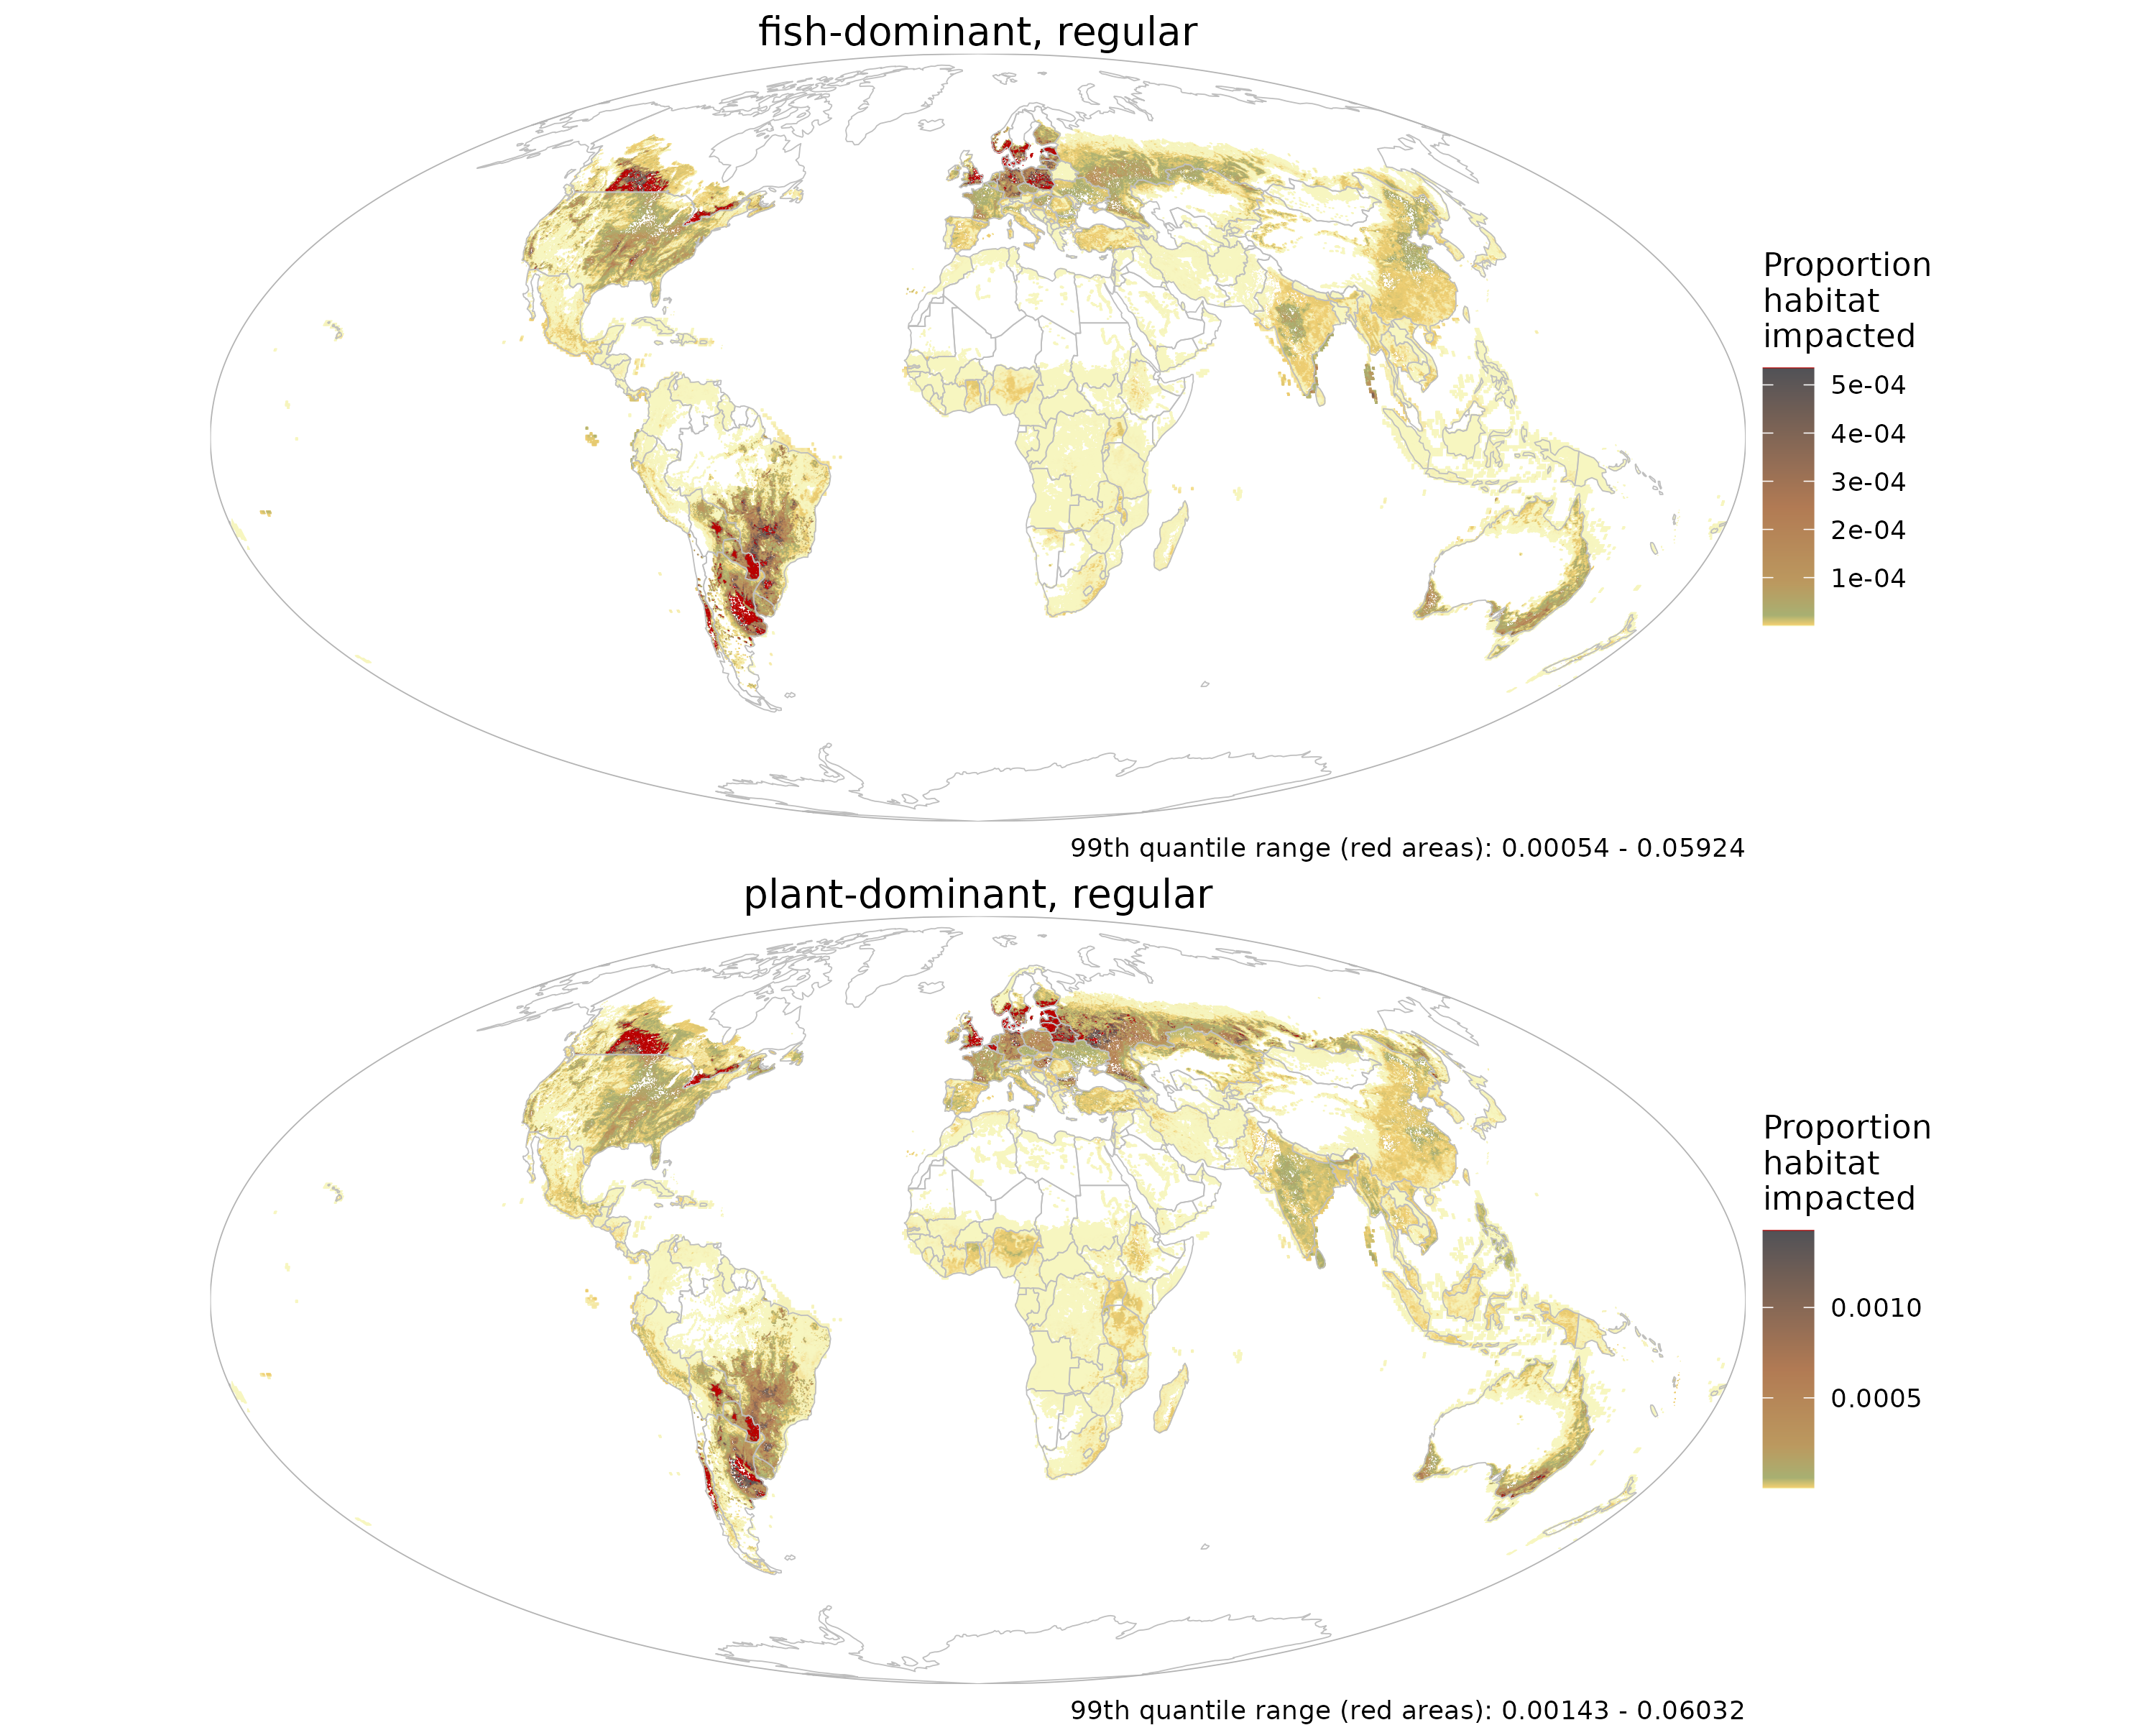 fish-dominant, regular
Proportion
habitat
impacted
5e-04
4e-04
3e-04
2e-04
1e-04
99th quantile range (red areas): 0.00054 - 0.05924
plant-dominant, regular
Proportion
habitat
impacted
0.0010
0.0005
99th quantile range (red areas): 0.00143 - 0.06032